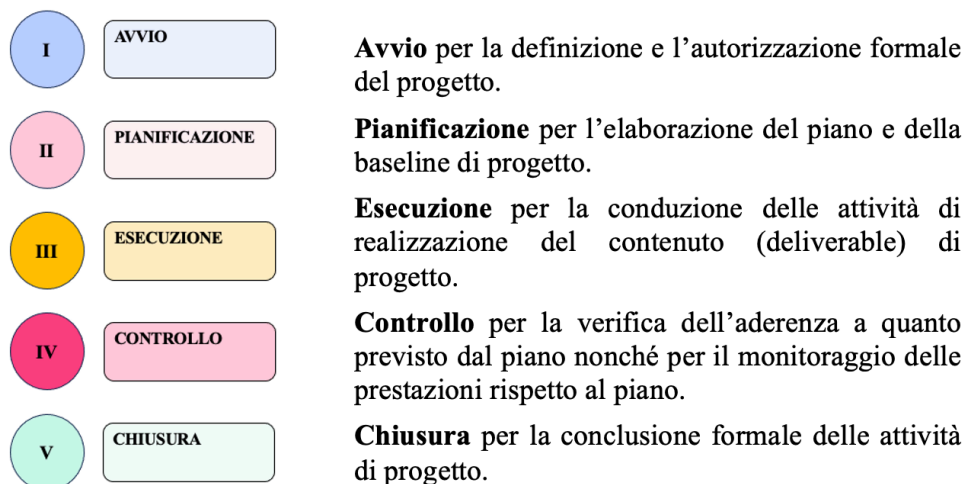 I
AVVIO
Avvio per la definizione e l’autorizzazione formale
del progetto.
II
PIANIFICAZIONE
Pianificazione per l’elaborazione del piano e della
baseline di progetto.
III
ESECUZIONE
Esecuzione per la conduzione delle attività di
realizzazione del contenuto (deliverable) di
progetto.
IV
CONTROLLO
Controllo per la verifica dell’aderenza a quanto
previsto dal piano nonché per il monitoraggio delle
prestazioni rispetto al piano.
V
CHIUSURA
Chiusura per la conclusione formale delle attività
di progetto.